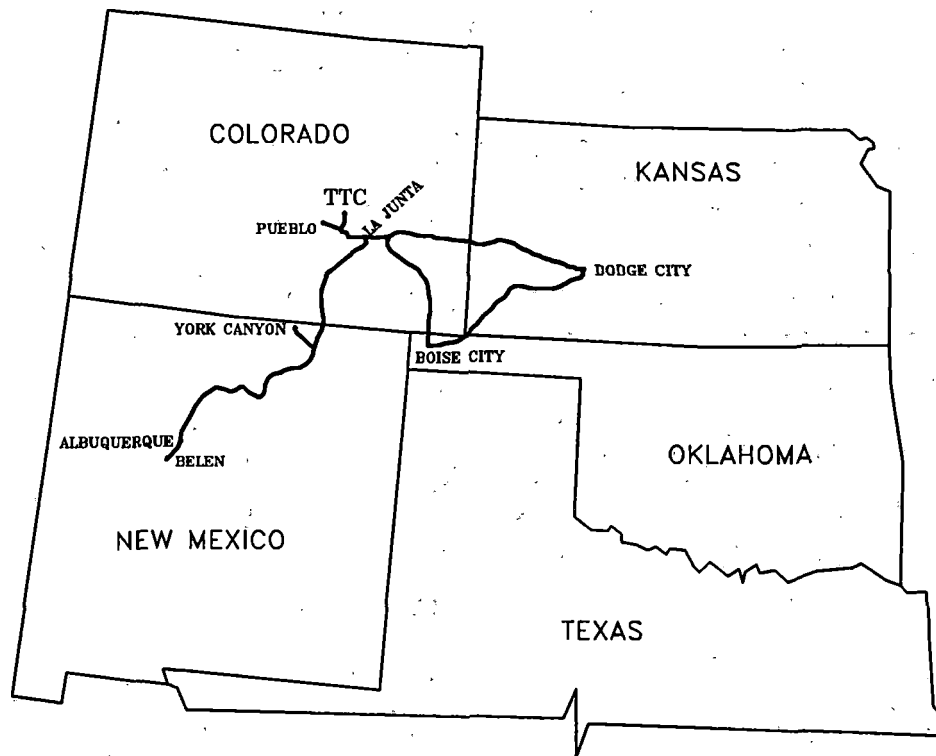 COLORADO
KANSAS
TTC
LA JUNTA
PUEBLO
DODGE CITY
YORK CANYON
BOISE CITY
ALBUQUERQUE
BELEN
OKLAHOMA
NEW MEXICO
TEXAS